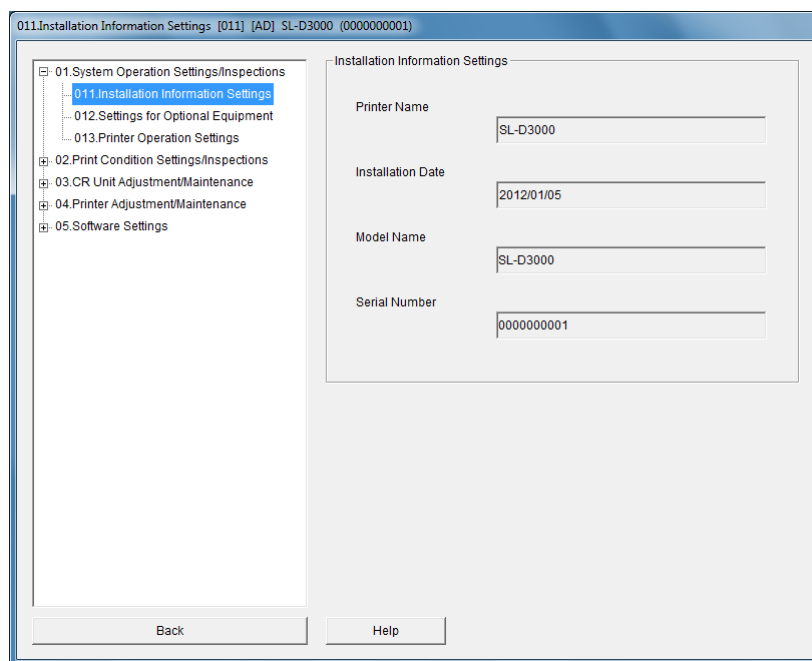 011.Installation Information Settings [011] [AD] SL-D3000 (0000000001)
01.System Operation Settings/Inspections
011.Installation Information Settings
012.Settings for Optional Equipment
013.Printer Operation Settings
02.Print Condition Settings/Inspections
03.CR Unit Adjustment/Maintenance
04.Printer Adjustment/Maintenance
05.Software Settings
Installation Information Settings
Printer Name
SL-D3000
Installation Date
2012/01/05
Model Name
SL-D3000
Serial Number
0000000001
Back
Help